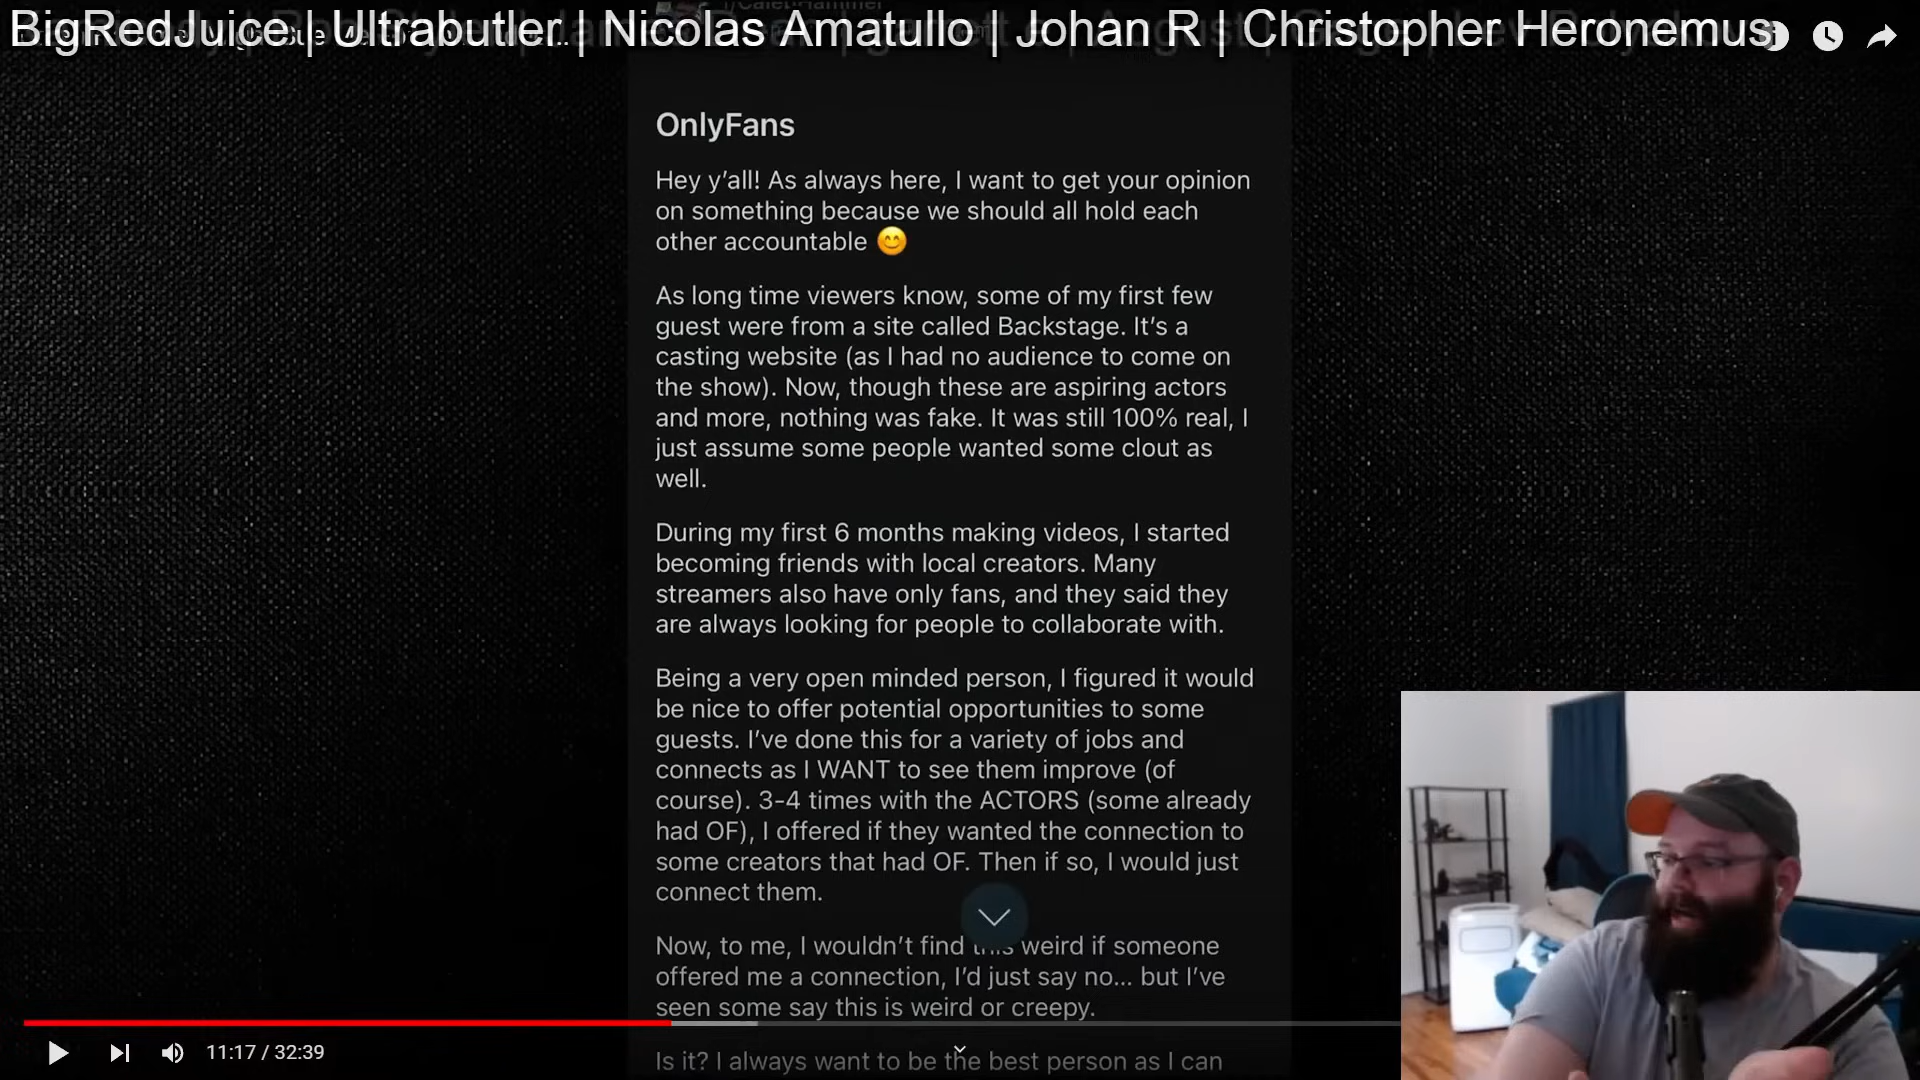 BigRedJuice | Ultrabutler | Nicolas Amatullo | Johan R | Christopher Heronemus
OnlyFans
Hey y’all! As always here, I want to get your opinion
on something because we should all hold each
other accountable 😊
As long time viewers know, some of my first few
guest were from a site called Backstage. It’s a
casting website (as I had no audience to come on
the show). Now, though these are aspiring actors
and more, nothing was fake. It was still 100% real, I
just assume some people wanted some clout as
well.
During my first 6 months making videos, I started
becoming friends with local creators. Many
streamers also have only fans, and they said they
are always looking for people to collaborate with.
Being a very open minded person, I figured it would
be nice to offer potential opportunities to some
guests. I’ve done this for a variety of jobs and
connects as I WANT to see them improve (of
course). 3-4 times with the ACTORS (some already
had OF), I offered if they wanted the connection to
some creators that had OF. Then if so, I would just
connect them.
Now, to me, I wouldn’t find this weird if someone
offered me a connection, I’d just say no... but I’ve
seen some say this is weird or creepy.
Is it? I always want to be the best person as I can
11:17 / 32:39